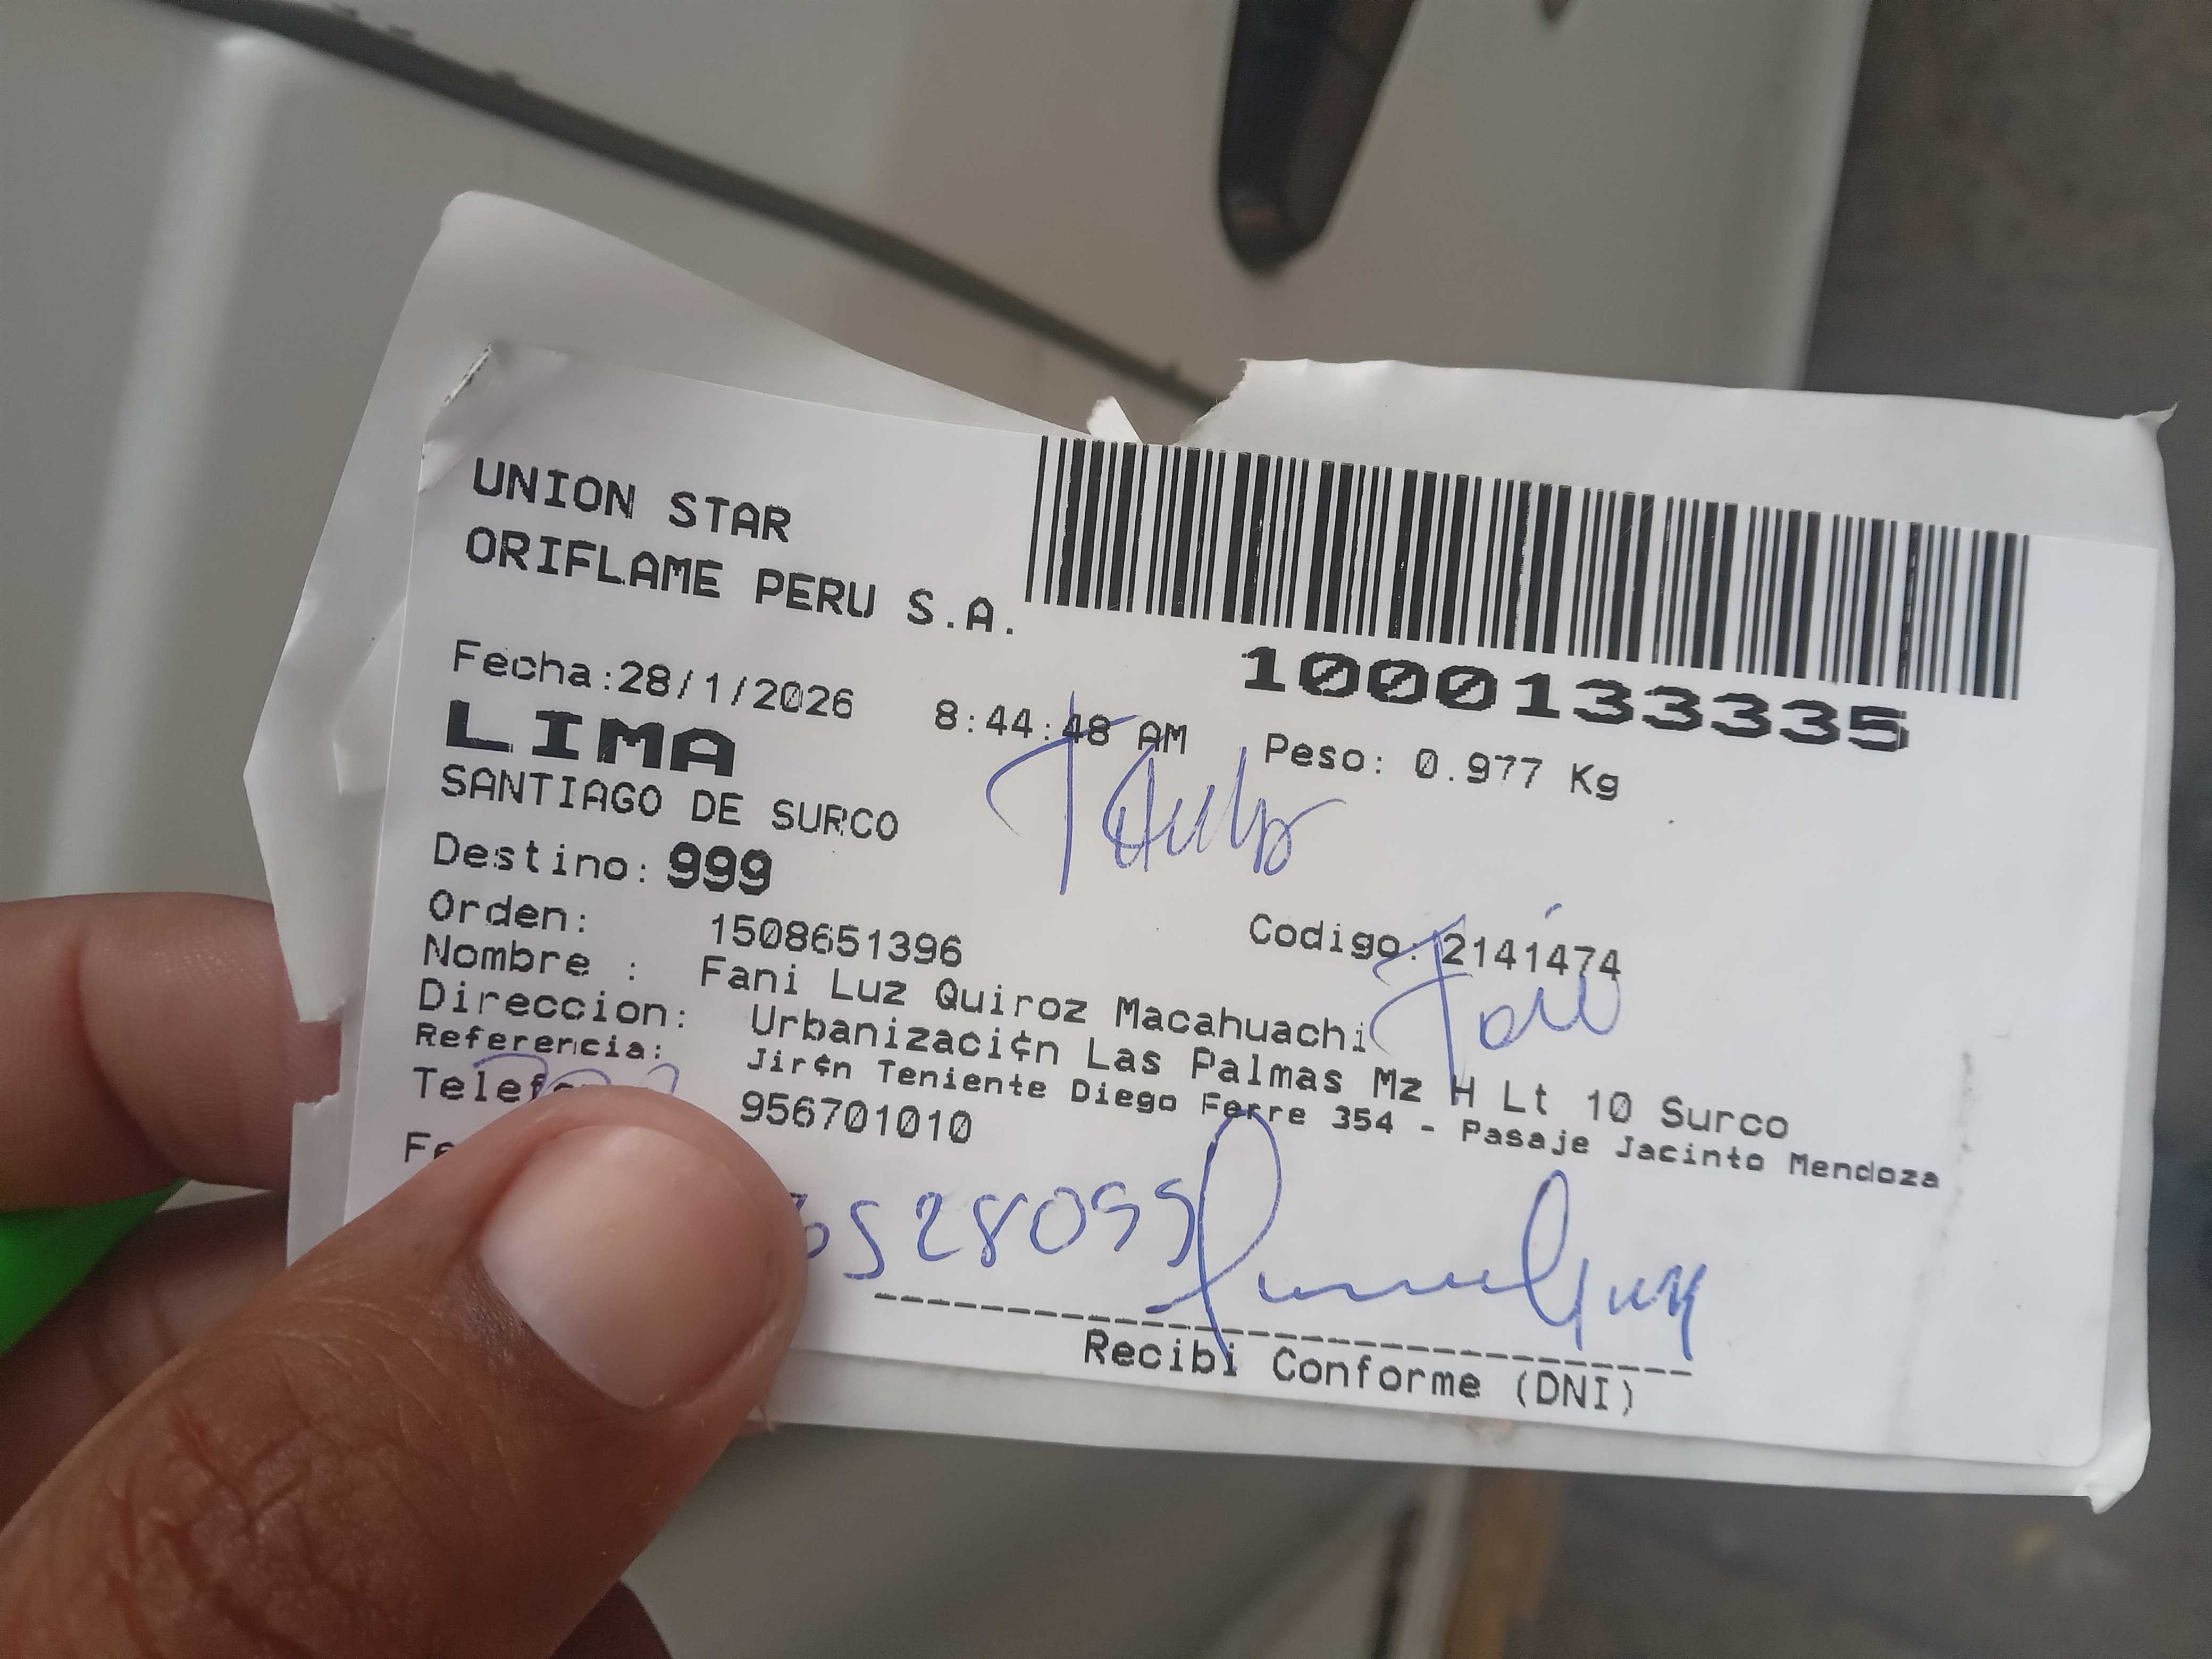 UNION STAR
ORIFLAME PERU S.A.
1000133335
Fecha:28/1/2026 8:44:48 AM Peso: 0.977 Kg
LIMA
SANTIAGO DE SURCO
Destino: 999
Orden: 1508651396 Codigo: 2141474
Nombre : Fani Luz Quiroz Macahuachi
Direccion: Urbanizaci¢n Las Palmas Mz H Lt 10 Surco
Referencia: Jir¢n Teniente Diego Ferre 354 - Pasaje Jacinto Mendoza
956701010
Recibi Conforme (DNI)